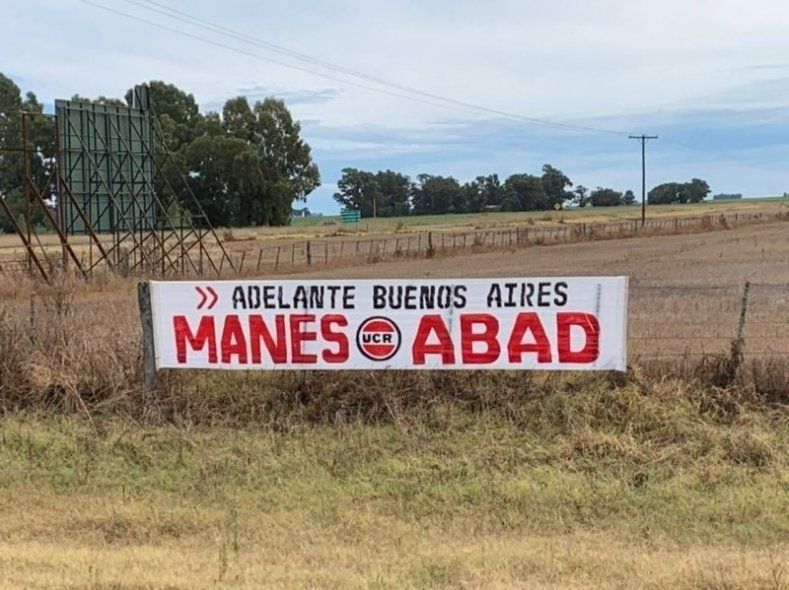 >> ADELANTE BUENOS AIRES
MANES UCR ABAD